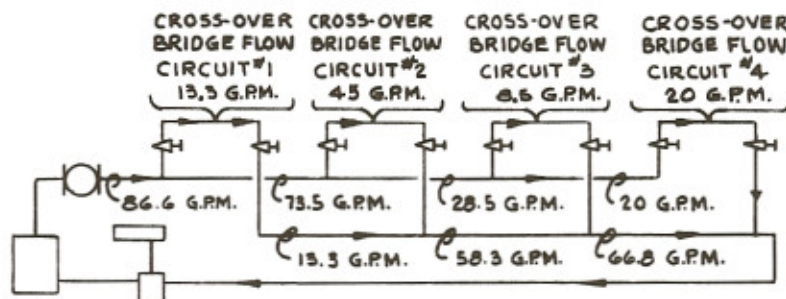 CROSS-OVER
BRIDGE FLOW
CIRCUIT #1
13.3 G.P.M.
CROSS-OVER
BRIDGE FLOW
CIRCUIT #2
45 G.P.M.
CROSS-OVER
BRIDGE FLOW
CIRCUIT #3
8.5 G.P.M.
CROSS-OVER
BRIDGE FLOW
CIRCUIT #4
20 G.P.M.
86.6 G.P.M.
73.5 G.P.M.
28.5 G.P.M.
20 G.P.M.
13.3 G.P.M.
58.3 G.P.M.
66.8 G.P.M.